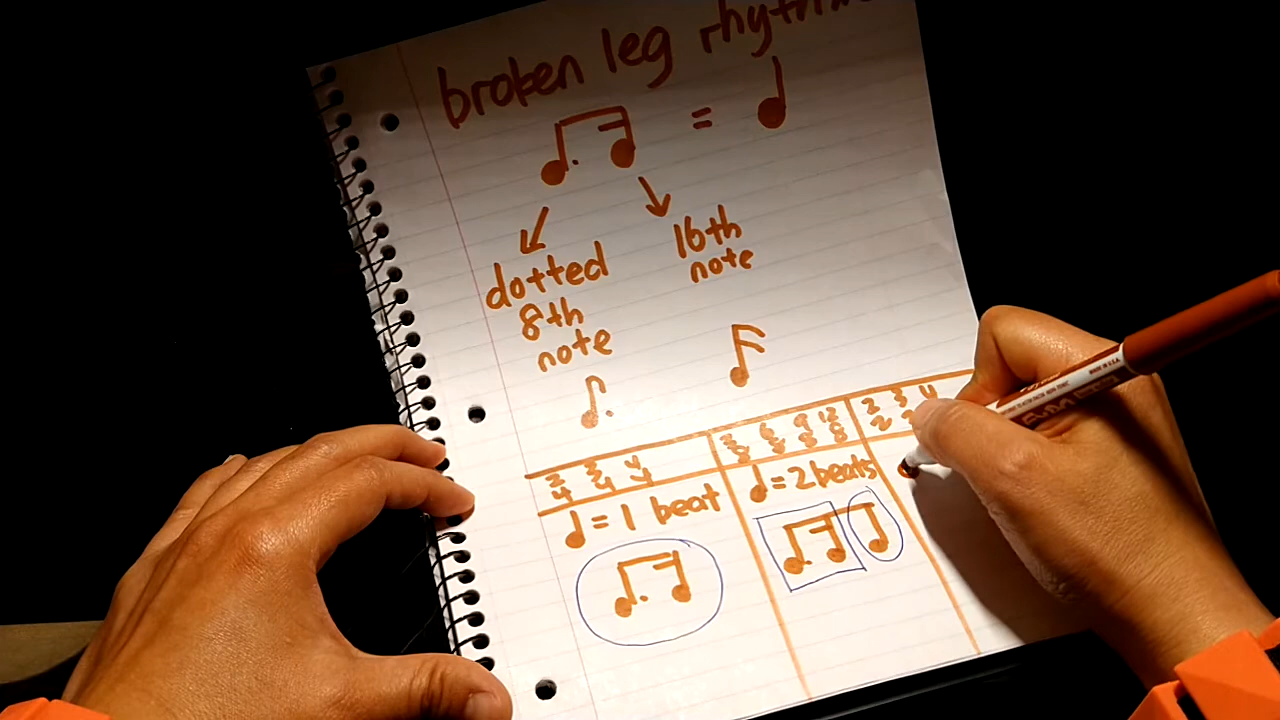 broken leg rhythm
=
dotted
8th
note
16th
note
2 3 4
4 4 4
3 6 9 12
8 8 8 8
2 3 4
2
= 1 beat
= 2 beats